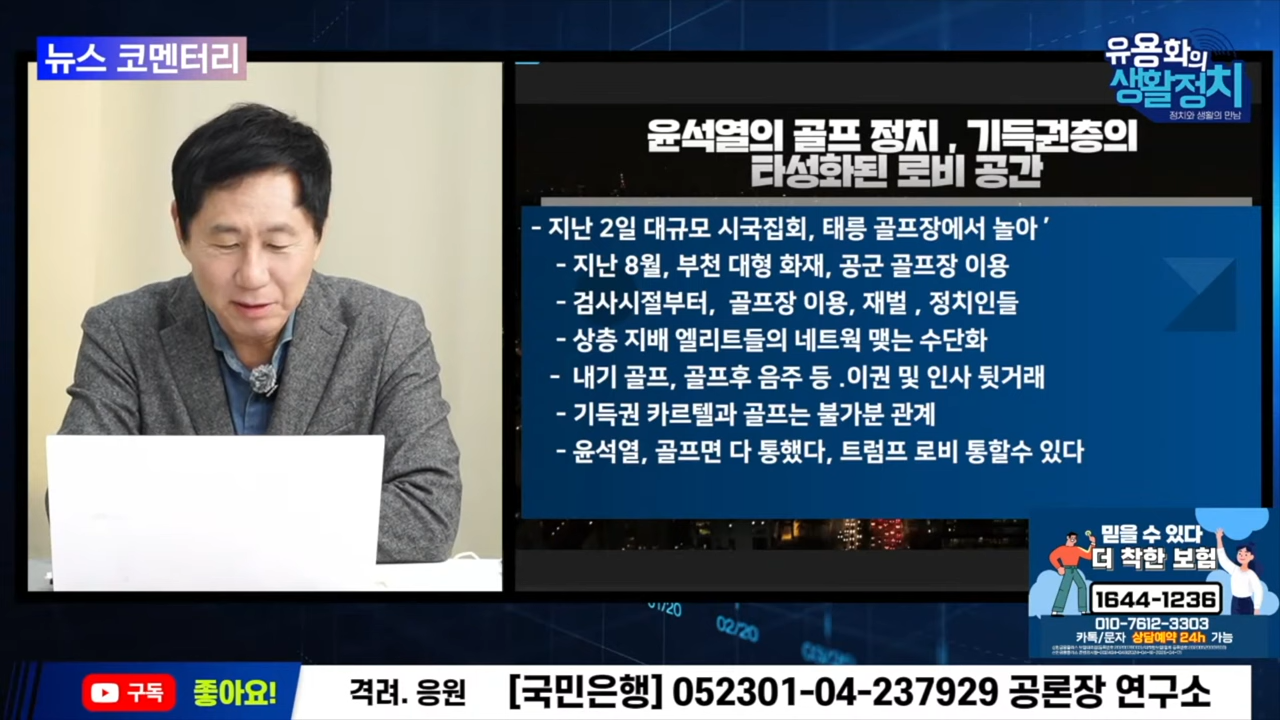 뉴스 코멘터리
유용화의
생활정치
정치와 생활의 만남
윤석열의 골프 정치 , 기득권층의
타성화된 로비 공간
- 지난 2일 대규모 시국집회, 태릉 골프장에서 놀아 ’
- 지난 8월, 부천 대형 화재, 공군 골프장 이용
- 검사시절부터, 골프장 이용, 재벌 , 정치인들
- 상층 지배 엘리트들의 네트웍 맺는 수단화
- 내기 골프, 골프후 음주 등 .이권 및 인사 뒷거래
- 기득권 카르텔과 골프는 불가분 관계
- 윤석열, 골프면 다 통했다, 트럼프 로비 통할수 있다
믿을 수 있다
더 착한 보험
1644-1236
010-7612-3303
카톡/문자 상담예약 24h 가능
01/20
02/20
구독 좋아요!
격려. 응원 [국민은행] 052301-04-237929 공론장 연구소